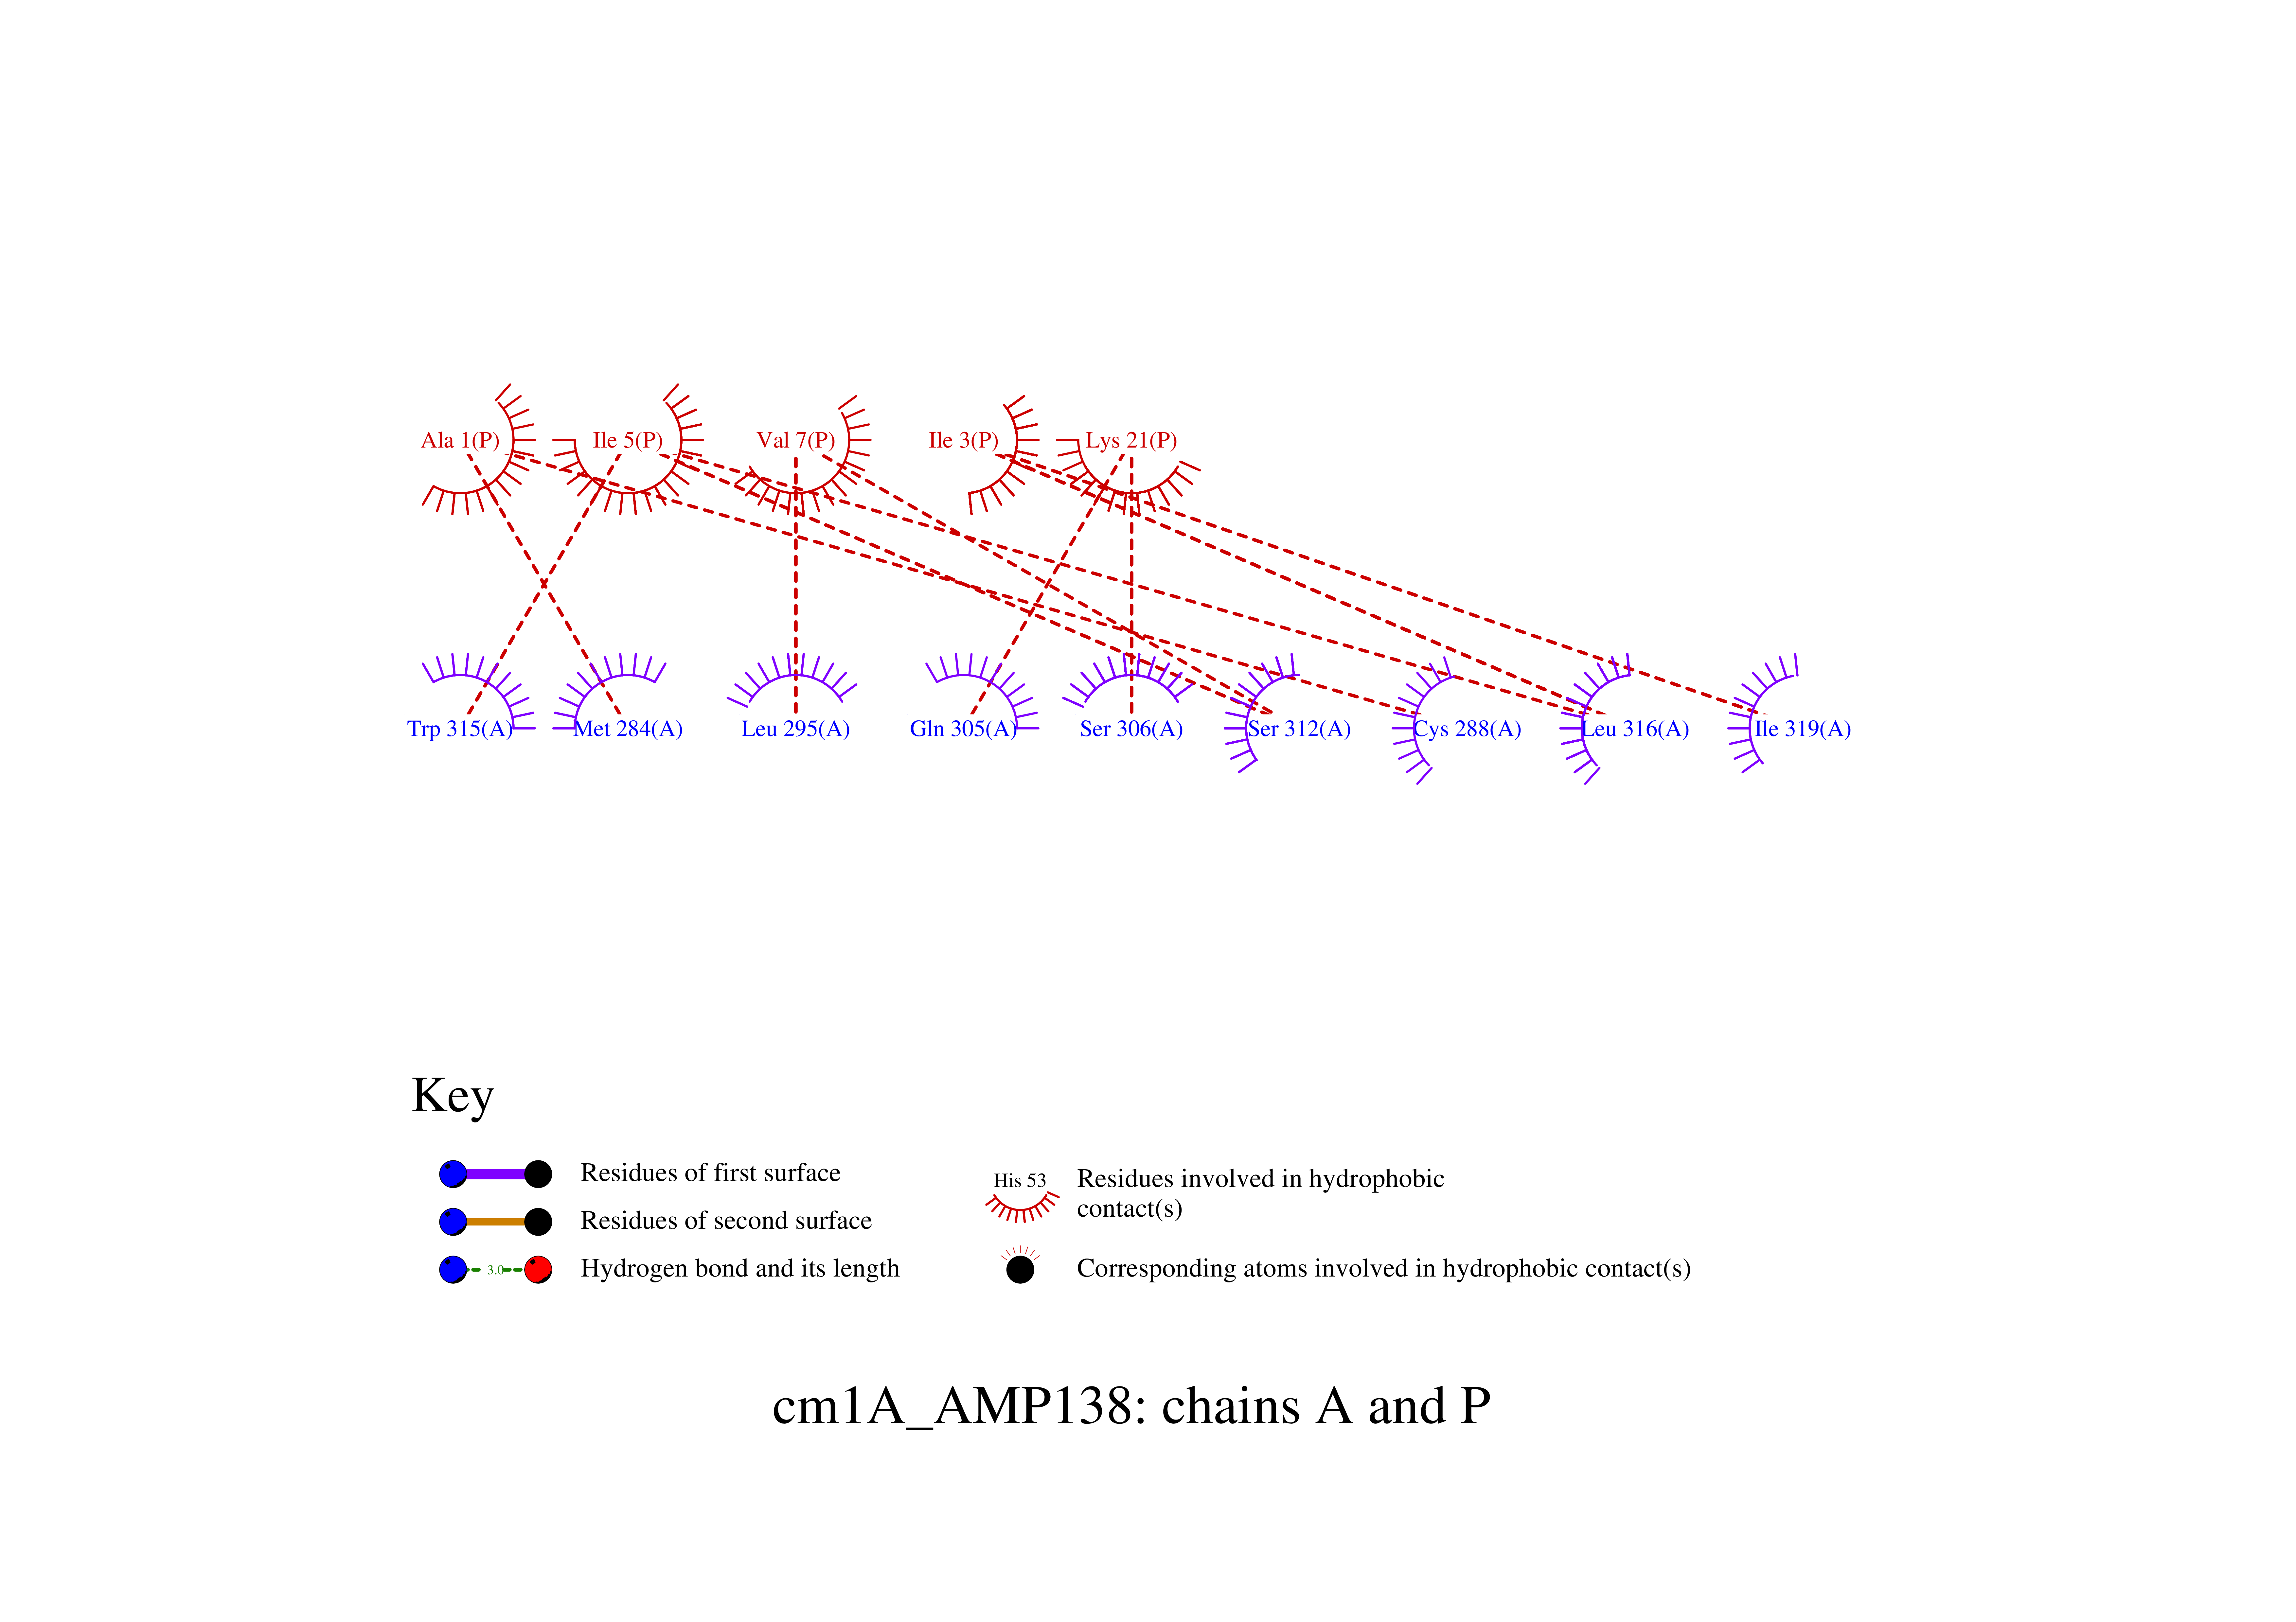 Ala 1(P) Ile 5(P) Val 7(P) Ile 3(P) Lys 21(P)
Trp 315(A) Met 284(A) Leu 295(A) Gln 305(A) Ser 306(A) Ser 312(A) Cys 288(A) Leu 316(A) Ile 319(A)
Key
Residues of first surface
Residues of second surface
3.0 Hydrogen bond and its length
His 53 Residues involved in hydrophobic
contact(s)
Corresponding atoms involved in hydrophobic contact(s)
cm1A_AMP138: chains A and P